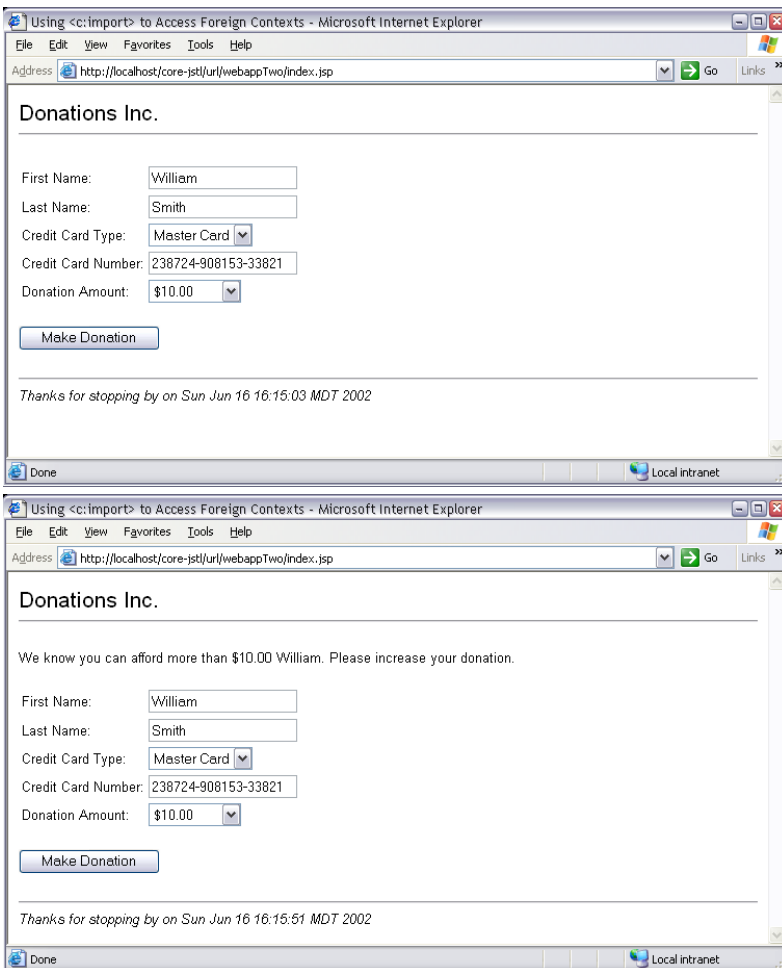 Using <c:import> to Access Foreign Contexts - Microsoft Internet Explorer
File Edit View Favorites Tools Help
Address http://localhost/core-jstl/url/webappTwo/index.jsp Go Links »
Donations Inc.
First Name: William
Last Name: Smith
Credit Card Type: Master Card
Credit Card Number: 238724-908153-33821
Donation Amount: $10.00
Make Donation
Thanks for stopping by on Sun Jun 16 16:15:03 MDT 2002
Done Local intranet
Using <c:import> to Access Foreign Contexts - Microsoft Internet Explorer
File Edit View Favorites Tools Help
Address http://localhost/core-jstl/url/webappTwo/index.jsp Go Links »
Donations Inc.
We know you can afford more than $10.00 William. Please increase your donation.
First Name: William
Last Name: Smith
Credit Card Type: Master Card
Credit Card Number: 238724-908153-33821
Donation Amount: $10.00
Make Donation
Thanks for stopping by on Sun Jun 16 16:15:51 MDT 2002
Done Local intranet